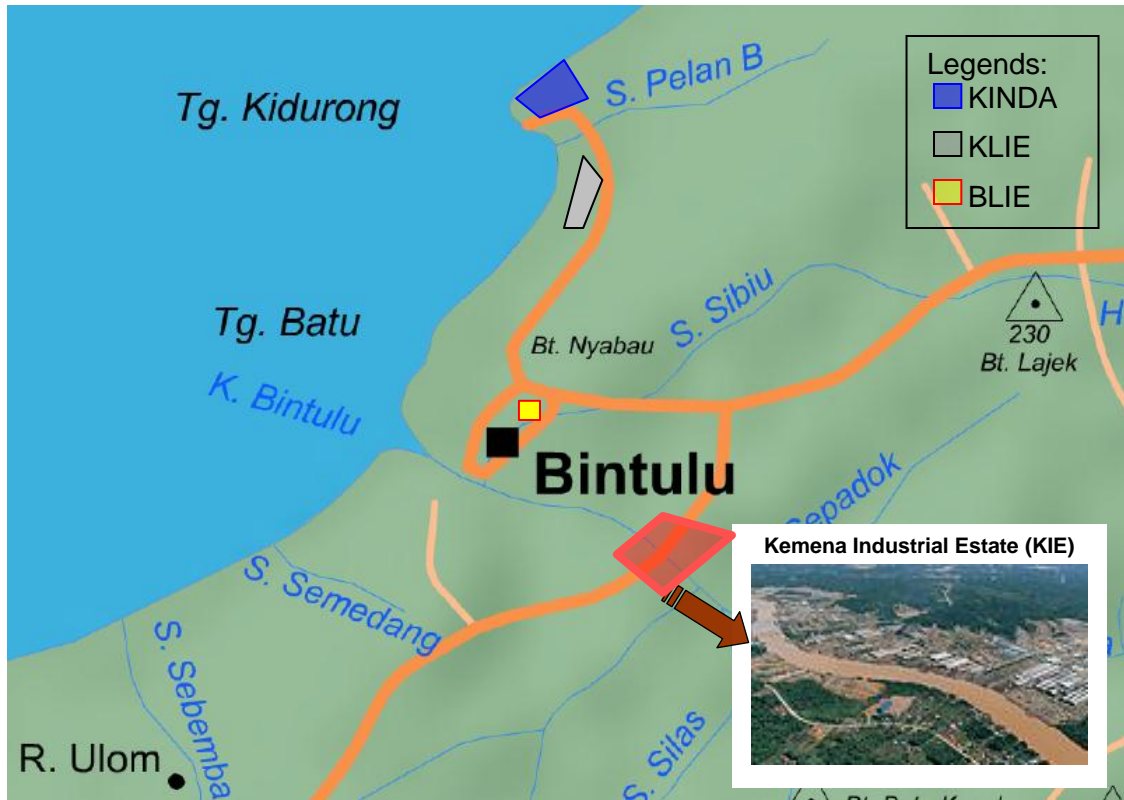 Legends:
KINDA
KLIE
BLIE
S. Pelan B
Tg. Kidurong
S. Sibiu
Tg. Batu
Bt. Nyabau
230
Bt. Lajek
H
K. Bintulu
Bintulu
Sepadok
Kemena Industrial Estate (KIE)
S. Semedang
S. Sebemba
S. Silas
R. Ulom